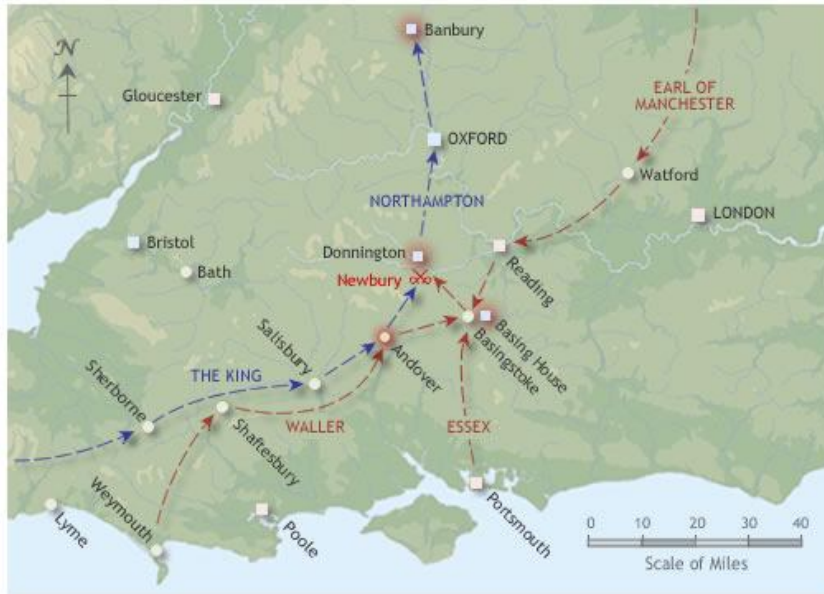 N
Banbury
Gloucester
EARL OF
MANCHESTER
OXFORD
Watford
NORTHAMPTON
LONDON
Bristol
Donnington
Reading
Bath
Newbury
Basing House
Basingstoke
Salisbury
Andover
THE KING
Sherborne
Shaftesbury
WALLER
ESSEX
Weymouth
Lyme
Poole
Portsmouth
0 10 20 30 40
Scale of Miles